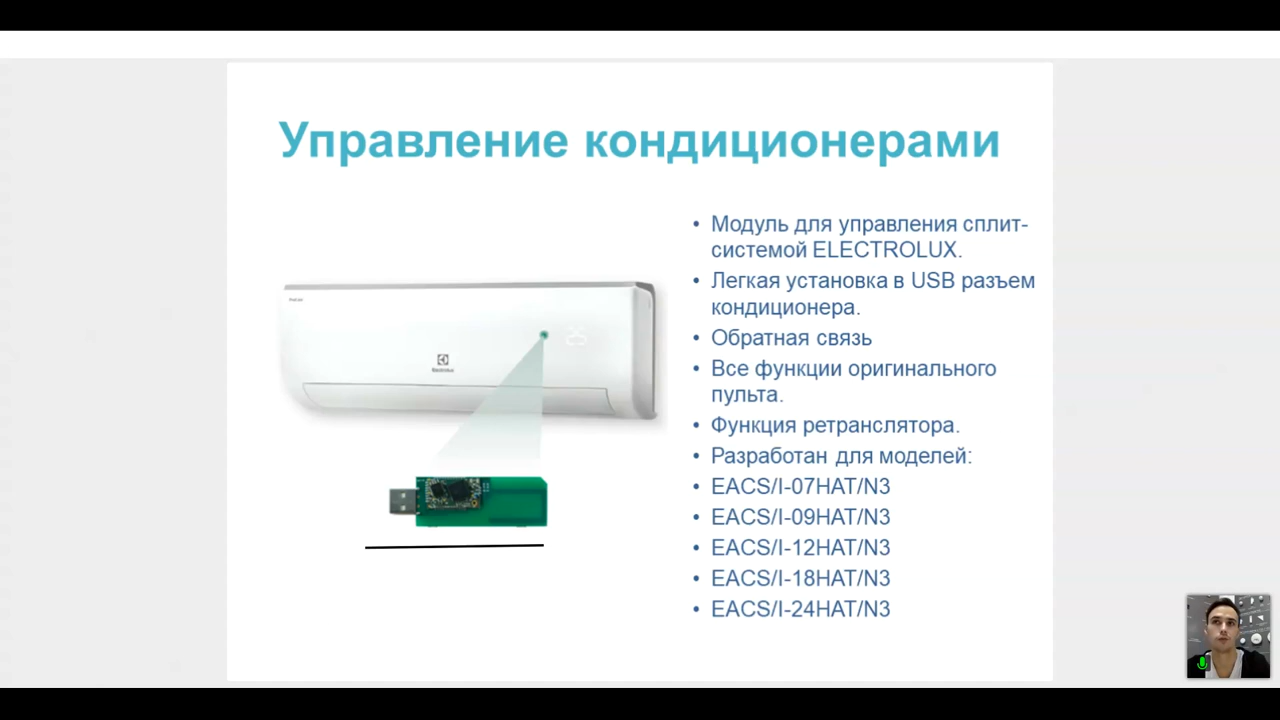 Управление кондиционерами
• Модуль для управления сплит-
системой ELECTROLUX.
• Легкая установка в USB разъем
кондиционера.
• Обратная связь
• Все функции оригинального
пульта.
• Функция ретранслятора.
• Разработан для моделей:
• EACS/I-07HAT/N3
• EACS/I-09HAT/N3
• EACS/I-12HAT/N3
• EACS/I-18HAT/N3
• EACS/I-24HAT/N3